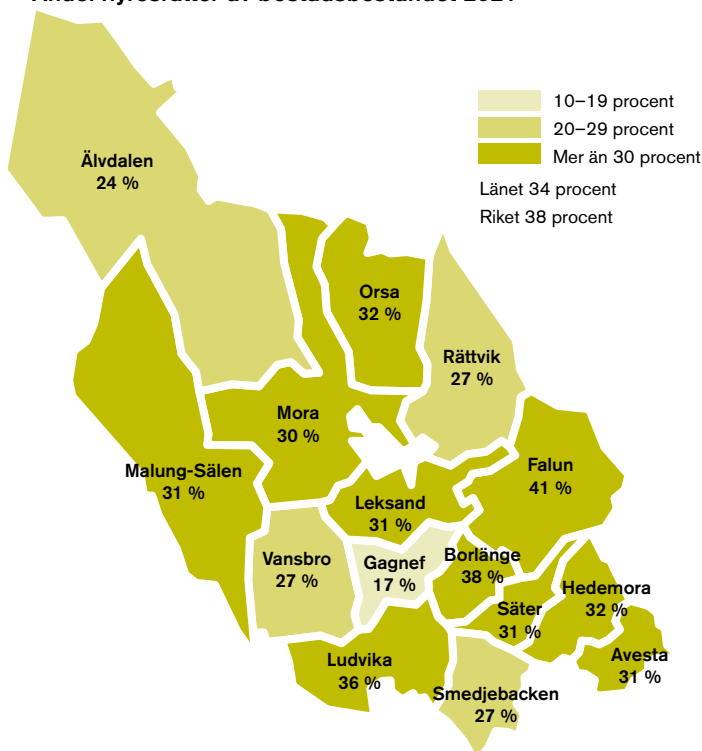 10–19 procent
20–29 procent
Mer än 30 procent
Länet 34 procent
Riket 38 procent
Älvdalen
24 %
Orsa
32 %
Rättvik
27 %
Mora
30 %
Malung-Sälen
31 %
Falun
41 %
Leksand
31 %
Vansbro
27 %
Gagnef
17 %
Borlänge
38 %
Hedemora
32 %
Säter
31 %
Avesta
31 %
Ludvika
36 %
Smedjebacken
27 %